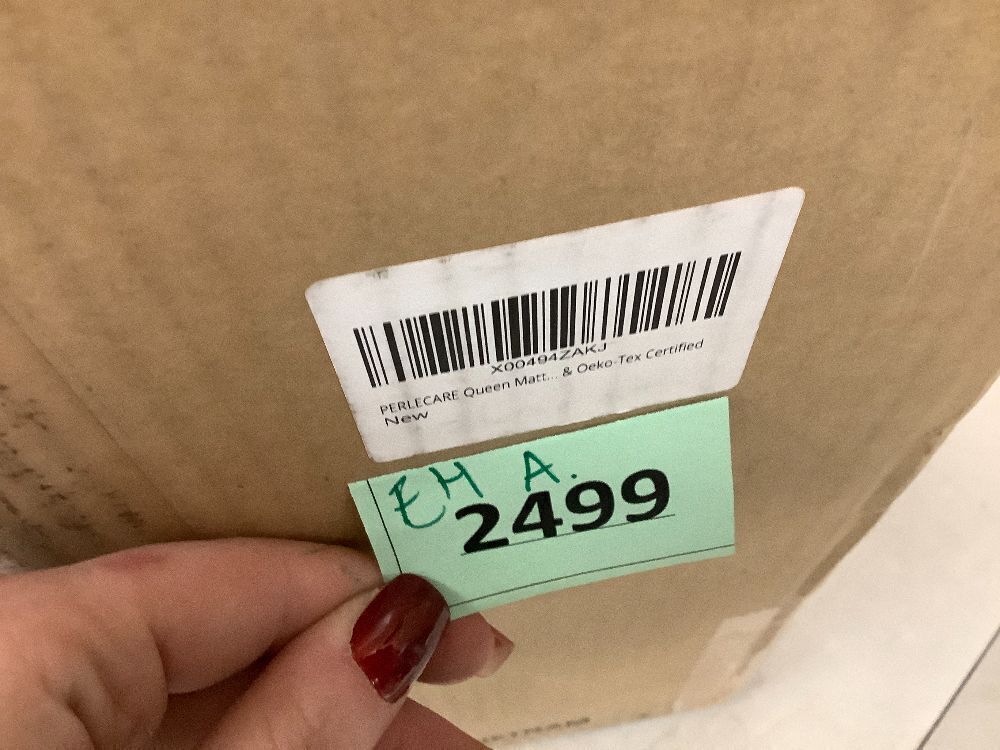 X00494ZAKJ
PERLECARE Queen Matt... & Oeko-Tex Certified
New
EH A.
2499